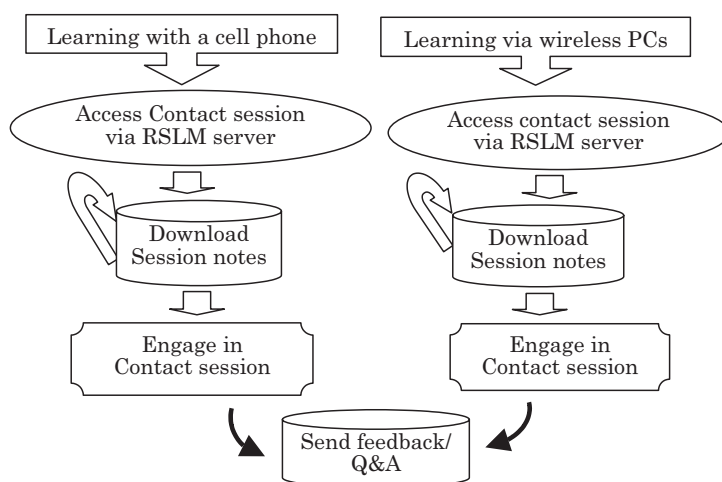 Learning with a cell phone
Access Contact session
via RSLM server
Download
Session notes
Engage in
Contact session
Learning via wireless PCs
Access contact session
via RSLM server
Download
Session notes
Engage in
Contact session
Send feedback/
Q&A